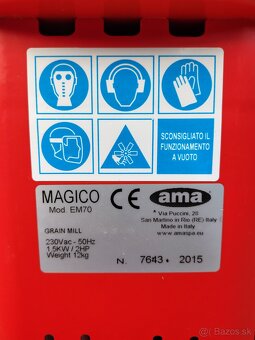 SCONSIGLIATO IL
FUNZIONAMENTO
A VUOTO
MAGICO
Mod. EM70
CE
ama
* Via Puccini, 28
San Martino in Rio (RE) Italy
Made in Italy
www.amaspa.eu
GRAIN MILL
230Vac - 50Hz
1.5KW / 2HP
Weight 12kg
N. 7643 * 2015
bazos.sk